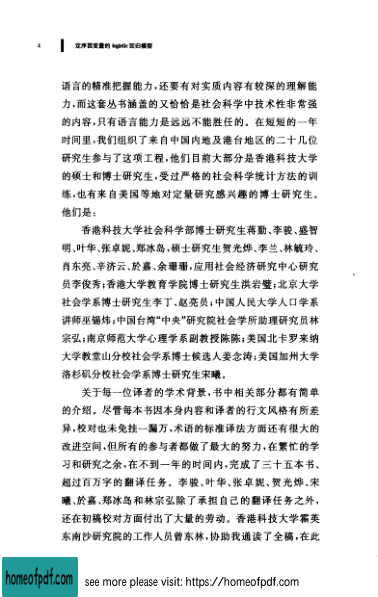 4 定序因变量的 logistic 回归模型
语言的精准把握能力,还要有对实质内容有较深的理解能
力,而这套丛书涵盖的又恰恰是社会科学中技术性非常强
的内容,只有语言能力是远远不能胜任的。在短短的一年
时间里,我们组织了来自中国内地及港台地区的二十几位
研究生参与了这项工程,他们目前大部分是香港科技大学
的硕士和博士研究生,受过严格的社会科学统计方法的训
练,也有来自美国等地对定量研究感兴趣的博士研究生。
他们是:
香港科技大学社会科学部博士研究生蒋勤、李骏、盛智
明、叶华、张卓妮、郑冰岛,硕士研究生贺光烨、李兰、林毓玲、
肖东亮、辛济云、於嘉、余珊珊,应用社会经济研究中心研究
员李俊秀;香港大学教育学院博士研究生洪岩璧;北京大学
社会学系博士研究生李丁、赵亮员;中国人民大学人口学系
讲师巫锡炜;中国台湾“中央”研究院社会学所助理研究员林
宗弘;南京师范大学心理学系副教授陈陈;美国北卡罗来纳
大学教堂山分校社会学系博士候选人姜念涛;美国加州大学
洛杉矶分校社会学系博士研究生宋曦。
关于每一位译者的学术背景,书中相关部分都有简单
的介绍。尽管每本书因本身内容和译者的行文风格有所差
异,校对也未免挂一漏万,术语的标准译法方面还有很大的
改进空间,但所有的参与者都做了最大的努力,在繁忙的学
习和研究之余,在不到一年的时间内,完成了三十五本书、
超过百万字的翻译任务。李骏、叶华、张卓妮、贺光烨、宋
曦、於嘉、郑冰岛和林宗弘除了承担自己的翻译任务之外,
还在初稿校对方面付出了大量的劳动。香港科技大学霍英
东南沙研究院的工作人员曾东林,协助我通读了全稿,在此
homeofpdf.com see more please visit: https://homeofpdf.com